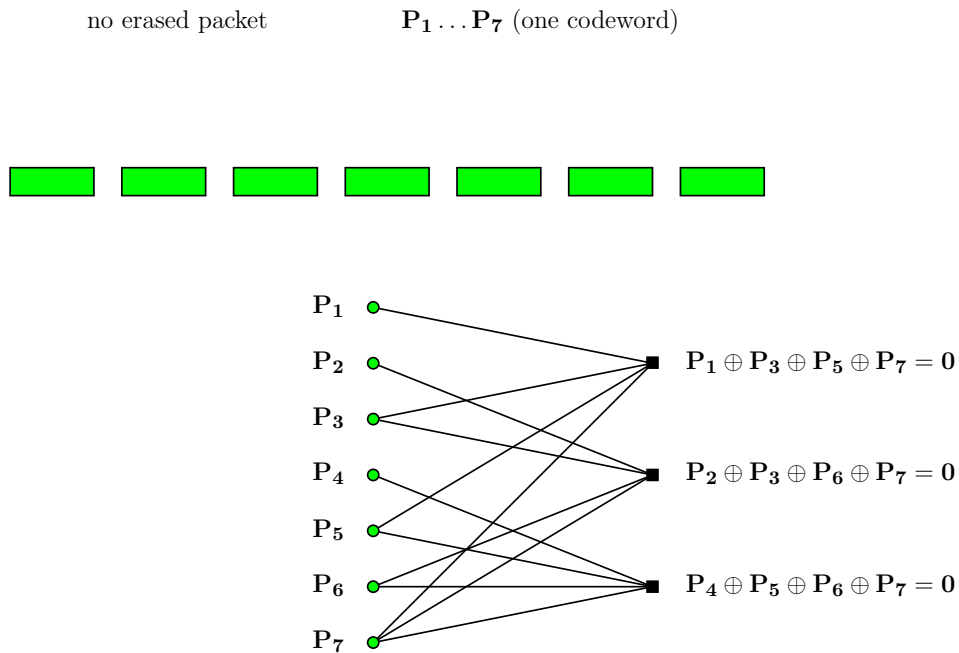 no erased packet P₁ … P₇ (one codeword)
P₁
P₂
P₃
P₄
P₅
P₆
P₇
P₁ ⊕ P₃ ⊕ P₅ ⊕ P₇ = 0
P₂ ⊕ P₃ ⊕ P₆ ⊕ P₇ = 0
P₄ ⊕ P₅ ⊕ P₆ ⊕ P₇ = 0